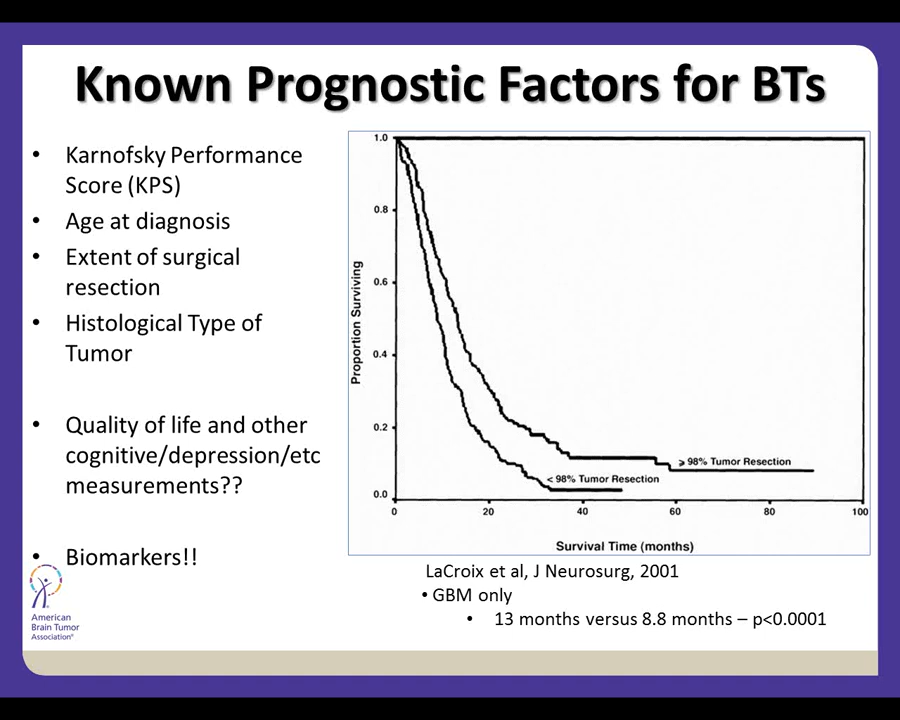 Known Prognostic Factors for BTs
• Karnofsky Performance
Score (KPS)
• Age at diagnosis
• Extent of surgical
resection
• Histological Type of
Tumor
• Quality of life and other
cognitive/depression/etc
measurements??
• Biomarkers!!
American
Brain Tumor
Association®
Proportion Surviving
1.0
0.8
0.6
0.4
0.2
0.0
⩾ 98% Tumor Resection
< 98% Tumor Resection
0 20 40 60 80 100
Survival Time (months)
LaCroix et al, J Neurosurg, 2001
• GBM only
• 13 months versus 8.8 months – p<0.0001